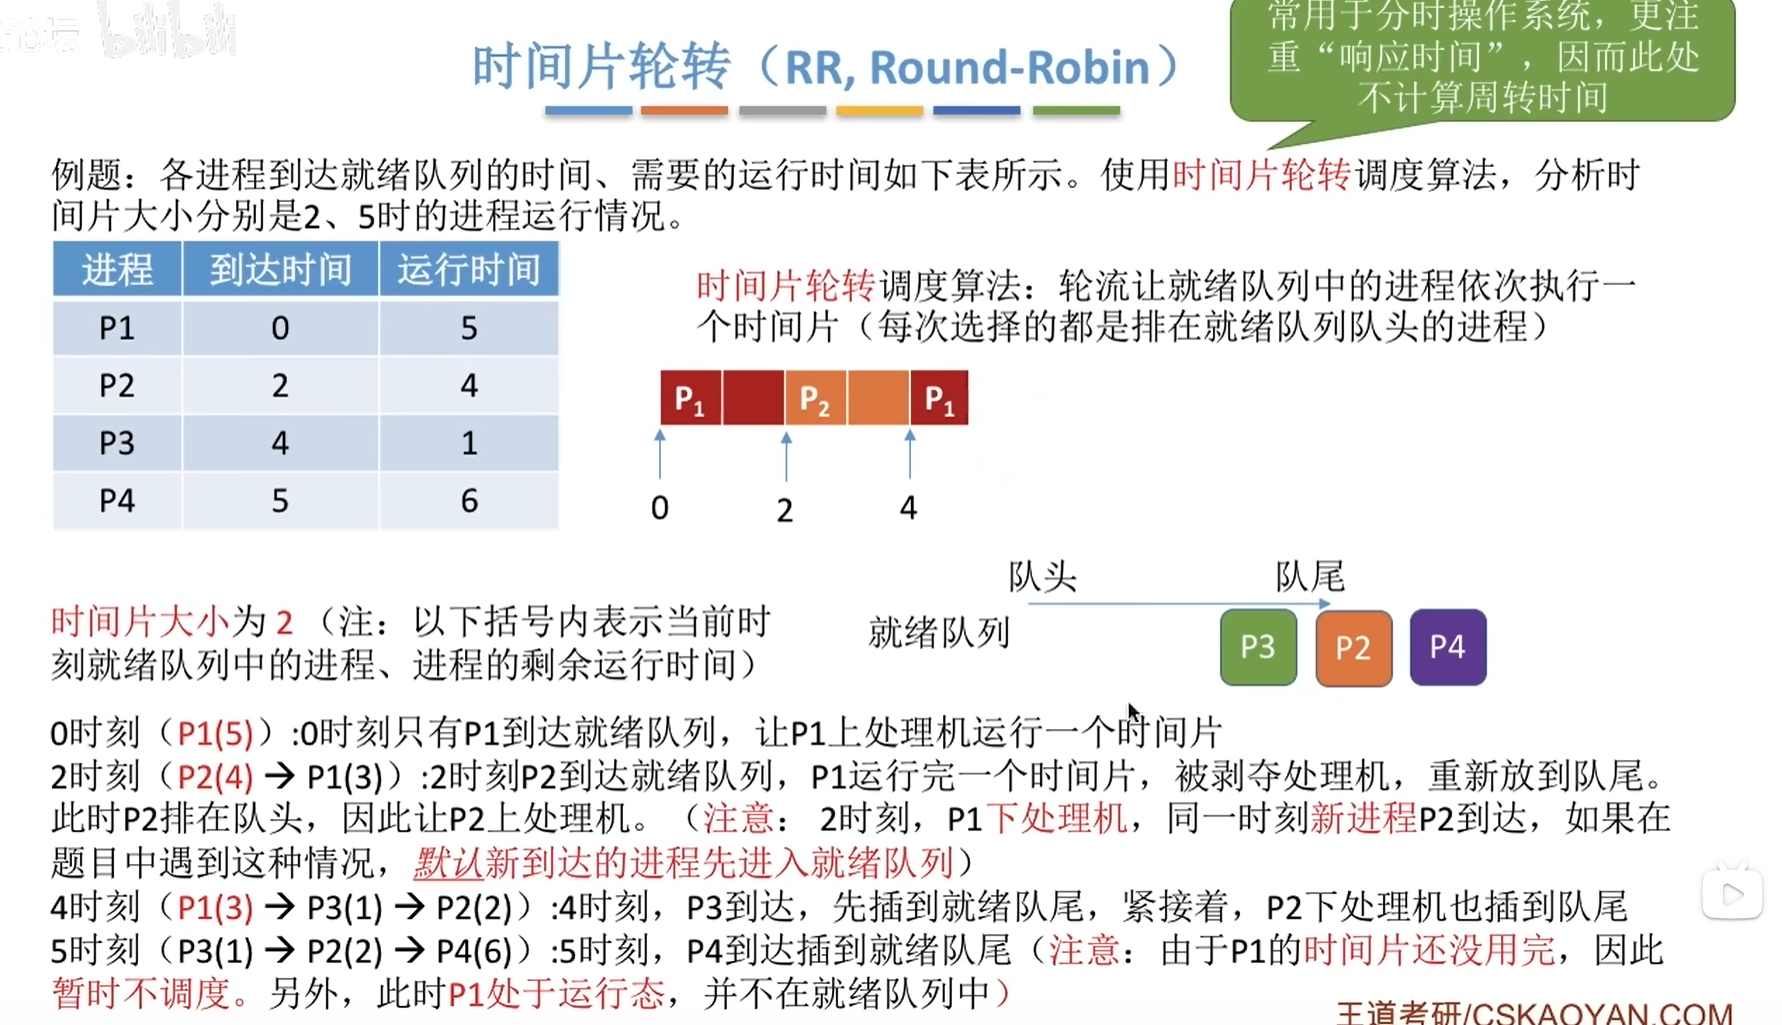 论坛 bilibili
常用于分时操作系统，更注
重“响应时间”，因而此处
不计算周转时间
时间片轮转（RR, Round-Robin）
例题：各进程到达就绪队列的时间、需要的运行时间如下表所示。使用时间片轮转调度算法，分析时
间片大小分别是2、5时的进程运行情况。
进程 到达时间 运行时间
P1 0 5
P2 2 4
P3 4 1
P4 5 6
时间片轮转调度算法：轮流让就绪队列中的进程依次执行一
个时间片（每次选择的都是排在就绪队列队头的进程）
P1 P2 P1
0 2 4
队头 队尾
就绪队列 P3 P2 P4
时间片大小为 2 （注：以下括号内表示当前时
刻就绪队列中的进程、进程的剩余运行时间）
0时刻（P1(5)）:0时刻只有P1到达就绪队列，让P1上处理机运行一个时间片
2时刻（P2(4) → P1(3)）:2时刻P2到达就绪队列，P1运行完一个时间片，被剥夺处理机，重新放到队尾。
此时P2排在队头，因此让P2上处理机。（注意： 2时刻，P1下处理机，同一时刻新进程P2到达，如果在
题目中遇到这种情况，默认新到达的进程先进入就绪队列）
4时刻（P1(3) → P3(1) → P2(2)）:4时刻，P3到达，先插到就绪队尾，紧接着，P2下处理机也插到队尾
5时刻（P3(1) → P2(2) → P4(6)）:5时刻，P4到达插到就绪队尾（注意：由于P1的时间片还没用完，因此
暂时不调度。另外，此时P1处于运行态，并不在就绪队列中）
王道考研/CSKAOYAN.COM